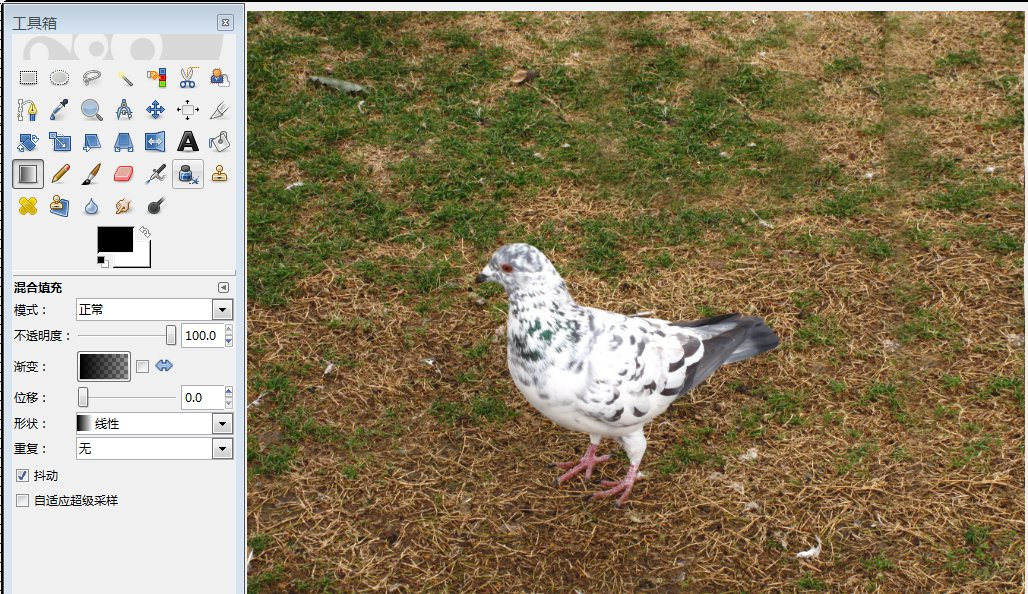 工具箱
混合填充
模式：
正常
不透明度：
100.0
渐变：
位移：
0.0
形状：
线性
重复：
无
抖动
自适应超级采样